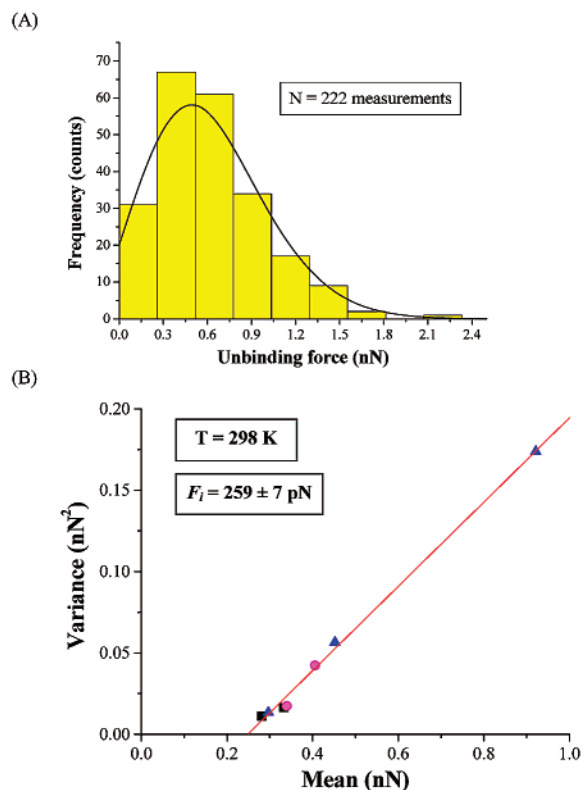 (A)
70
60
50
40
30
20
10
0
Frequency (counts)
N = 222 measurements
0.0 0.3 0.6 0.9 1.2 1.5 1.8 2.1 2.4
Unbinding force (nN)
(B)
0.20
0.15
0.10
0.05
0.00
Variance (nN²)
T = 298 K
Fᵢ = 259 ± 7 pN
0.0 0.2 0.4 0.6 0.8 1.0
Mean (nN)